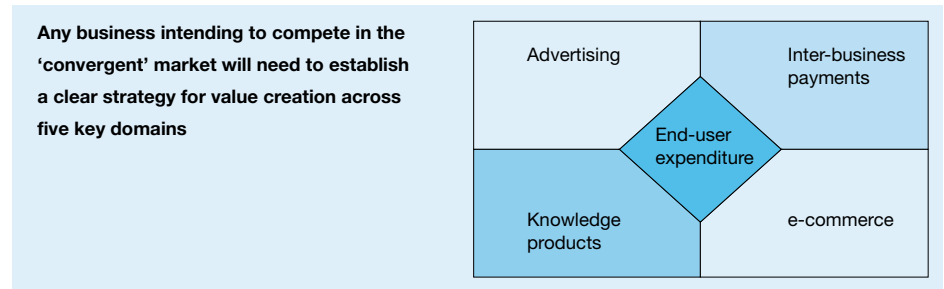 Any business intending to compete in the
‘convergent’ market will need to establish
a clear strategy for value creation across
five key domains
Advertising
Inter-business
payments
End-user
expenditure
Knowledge
products
e-commerce